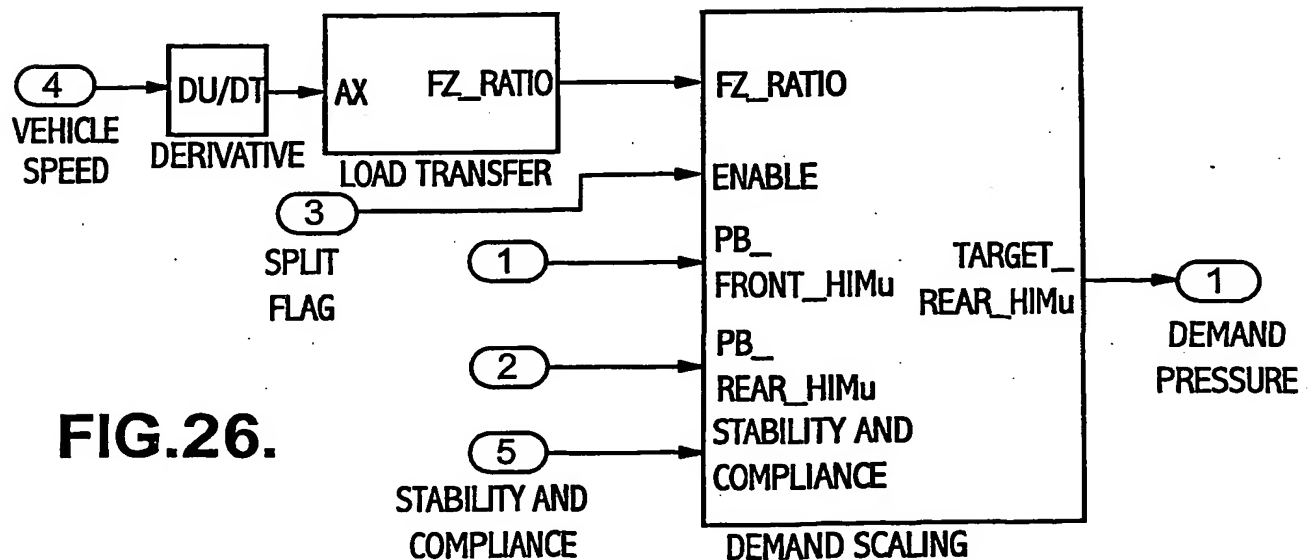 4
VEHICLE
SPEED
DU/DT
DERIVATIVE
AX
FZ_RATIO
LOAD TRANSFER
3
SPLIT
FLAG
1
2
5
STABILITY AND
COMPLIANCE
FZ_RATIO
ENABLE
PB_
FRONT_HIMu
PB_
REAR_HIMu
STABILITY AND
COMPLIANCE
TARGET_
REAR_HIMu
DEMAND SCALING
1
DEMAND
PRESSURE
FIG.26.